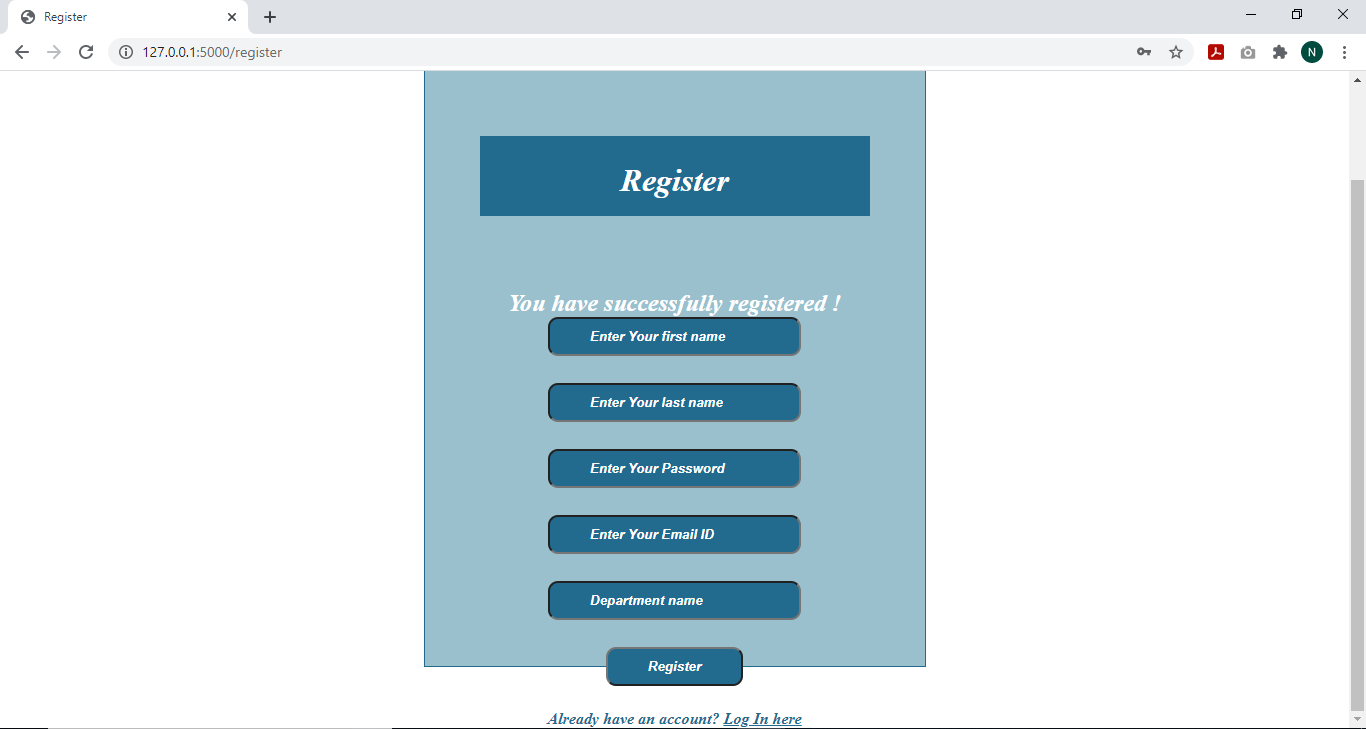 Register
127.0.0.1:5000/register
N
Register
You have successfully registered !
Enter Your first name
Enter Your last name
Enter Your Password
Enter Your Email ID
Department name
Register
Already have an account? Log In here